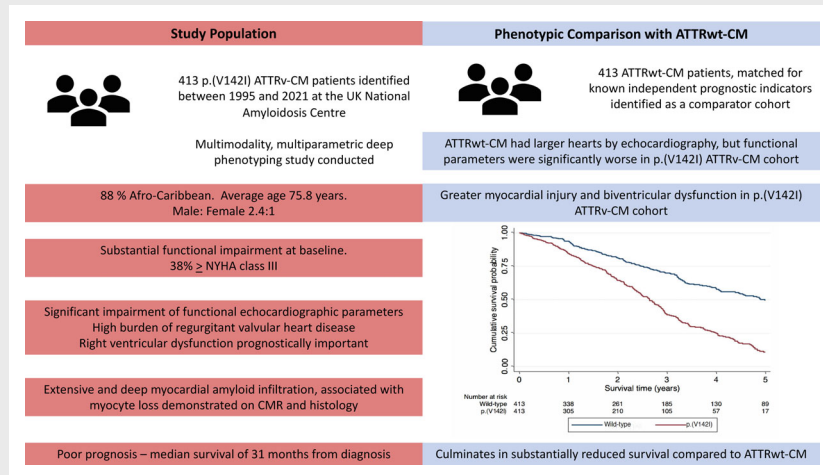 Study Population
413 p.(V142I) ATTRv-CM patients identified
between 1995 and 2021 at the UK National
Amyloidosis Centre
Multimodality, multiparametric deep
phenotyping study conducted
88 % Afro-Caribbean. Average age 75.8 years.
Male: Female 2.4:1
Substantial functional impairment at baseline.
38% ≥ NYHA class III
Significant impairment of functional echocardiographic parameters
High burden of regurgitant valvular heart disease
Right ventricular dysfunction prognostically important
Extensive and deep myocardial amyloid infiltration, associated with
myocyte loss demonstrated on CMR and histology
Poor prognosis – median survival of 31 months from diagnosis
Phenotypic Comparison with ATTRwt-CM
413 ATTRwt-CM patients, matched for
known independent prognostic indicators
identified as a comparator cohort
ATTRwt-CM had larger hearts by echocardiography, but functional
parameters were significantly worse in p.(V142I) ATTRv-CM cohort
Greater myocardial injury and biventricular dysfunction in p.(V142I)
ATTRv-CM cohort
Cumulative survival probability
1.00
0.75
0.50
0.25
0.00
0 1 2 3 4 5
Survival time (years)
Number at risk
Wild-type 413 338 261 185 130 89
p.(V142I) 413 305 210 105 57 17
Wild-type p.(V142I)
Culminates in substantially reduced survival compared to ATTRwt-CM